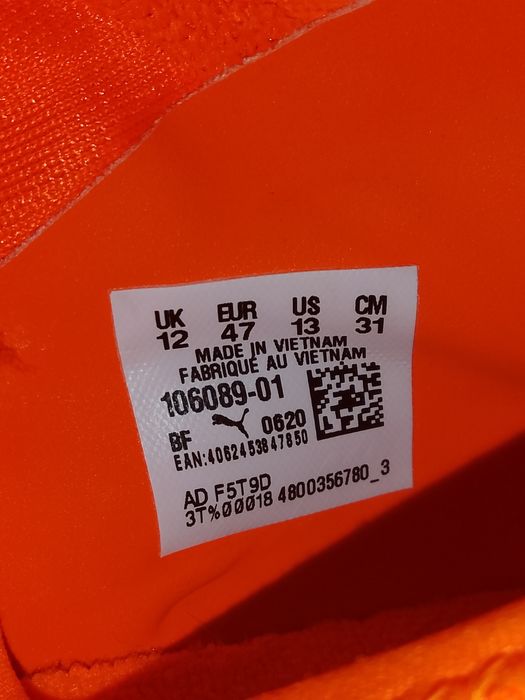 UK EUR US CM
12 47 13 31
MADE IN VIETNAM
FABRIQUE AU VIETNAM
106089-01
BF 0620
EAN:4062453847850
AD F5T9D
3T%00018 4800356780_3